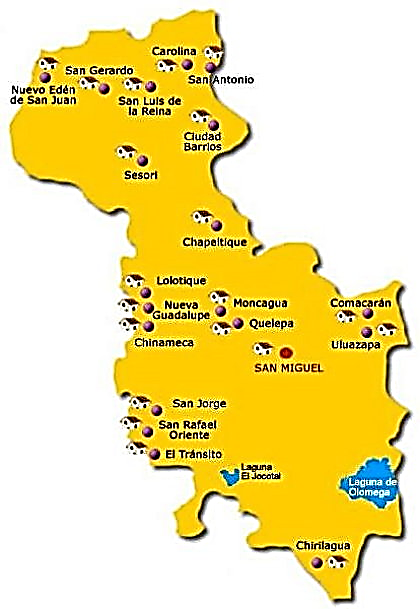 Carolina
San Antonio
San Gerardo
Nuevo Edén
de San Juan
San Luis de
la Reina
Ciudad
Barrios
Sesori
Chapeltique
Lolotique
Nueva
Guadalupe
Moncagua
Comacarán
Quelepa
Chinameca
Uluazapa
SAN MIGUEL
San Jorge
San Rafael
Oriente
El Tránsito
Laguna
El Jocotal
Laguna de
Olomega
Chirilagua